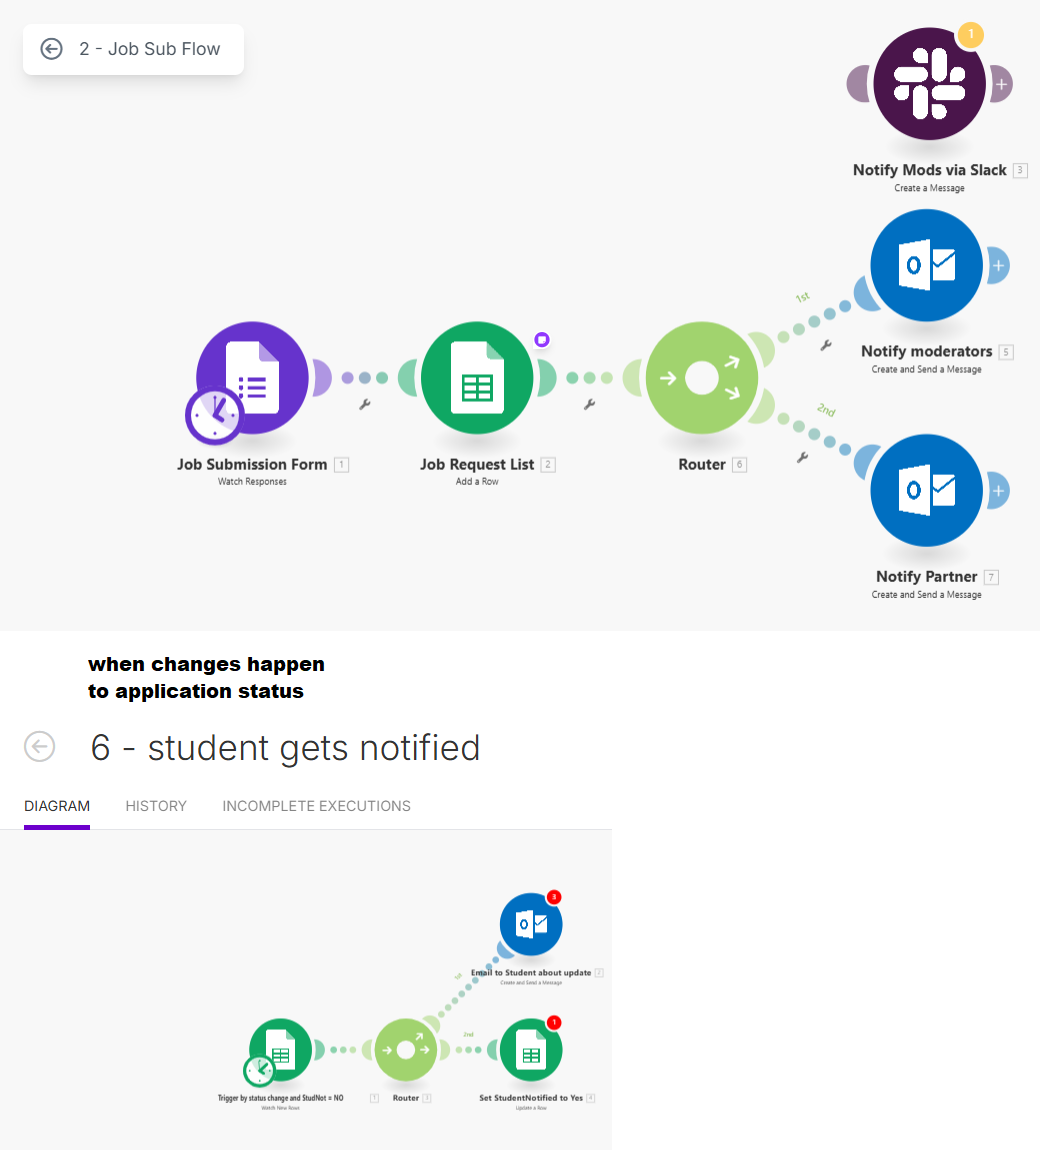 2 - Job Sub Flow
1
Notify Mods via Slack 3
Create a Message
1st
Notify moderators 5
Create and Send a Message
Job Submission Form 1
Watch Responses
Job Request List 2
Add a Row
Router 6
2nd
Notify Partner 7
Create and Send a Message
when changes happen
to application status
6 - student gets notified
DIAGRAM HISTORY INCOMPLETE EXECUTIONS
3
Email to Student about update 2
Create and Send a Message
2nd
1
Trigger by status change and StudNot = NO 1
Watch New Rows
Router 3
Set StudentNotified to Yes 4
Update a Row